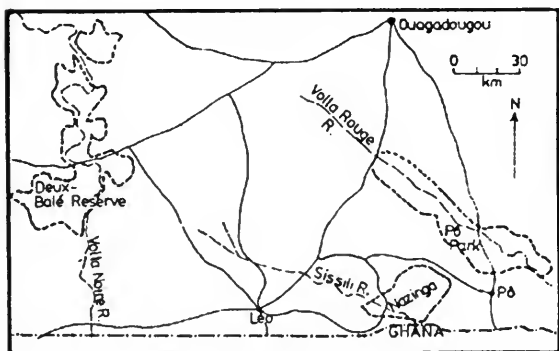 Ouagadougou
0 30
km
N
Volta Rouge
R.
Deux-
Balé Reserve
Volta Noire R.
Pô
Park
Sissili R.
Nazinga
Pô
Léo
GHANA